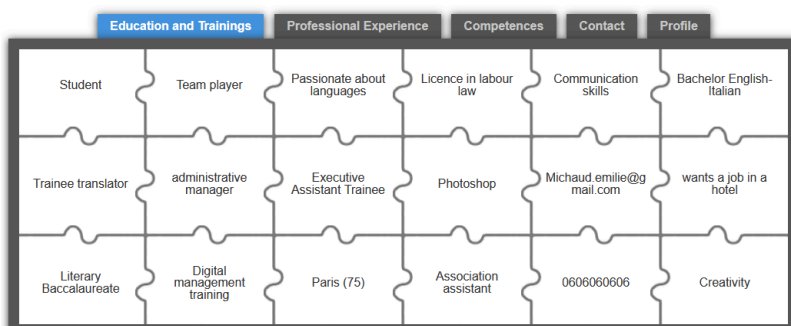 Education and Trainings
Professional Experience
Competences
Contact
Profile
Student
Team player
Passionate about
languages
Licence in labour
law
Communication
skills
Bachelor English-
Italian
Trainee translator
administrative
manager
Executive
Assistant Trainee
Photoshop
Michaud.emilie@g
mail.com
wants a job in a
hotel
Literary
Baccalaureate
Digital
management
training
Paris (75)
Association
assistant
0606060606
Creativity